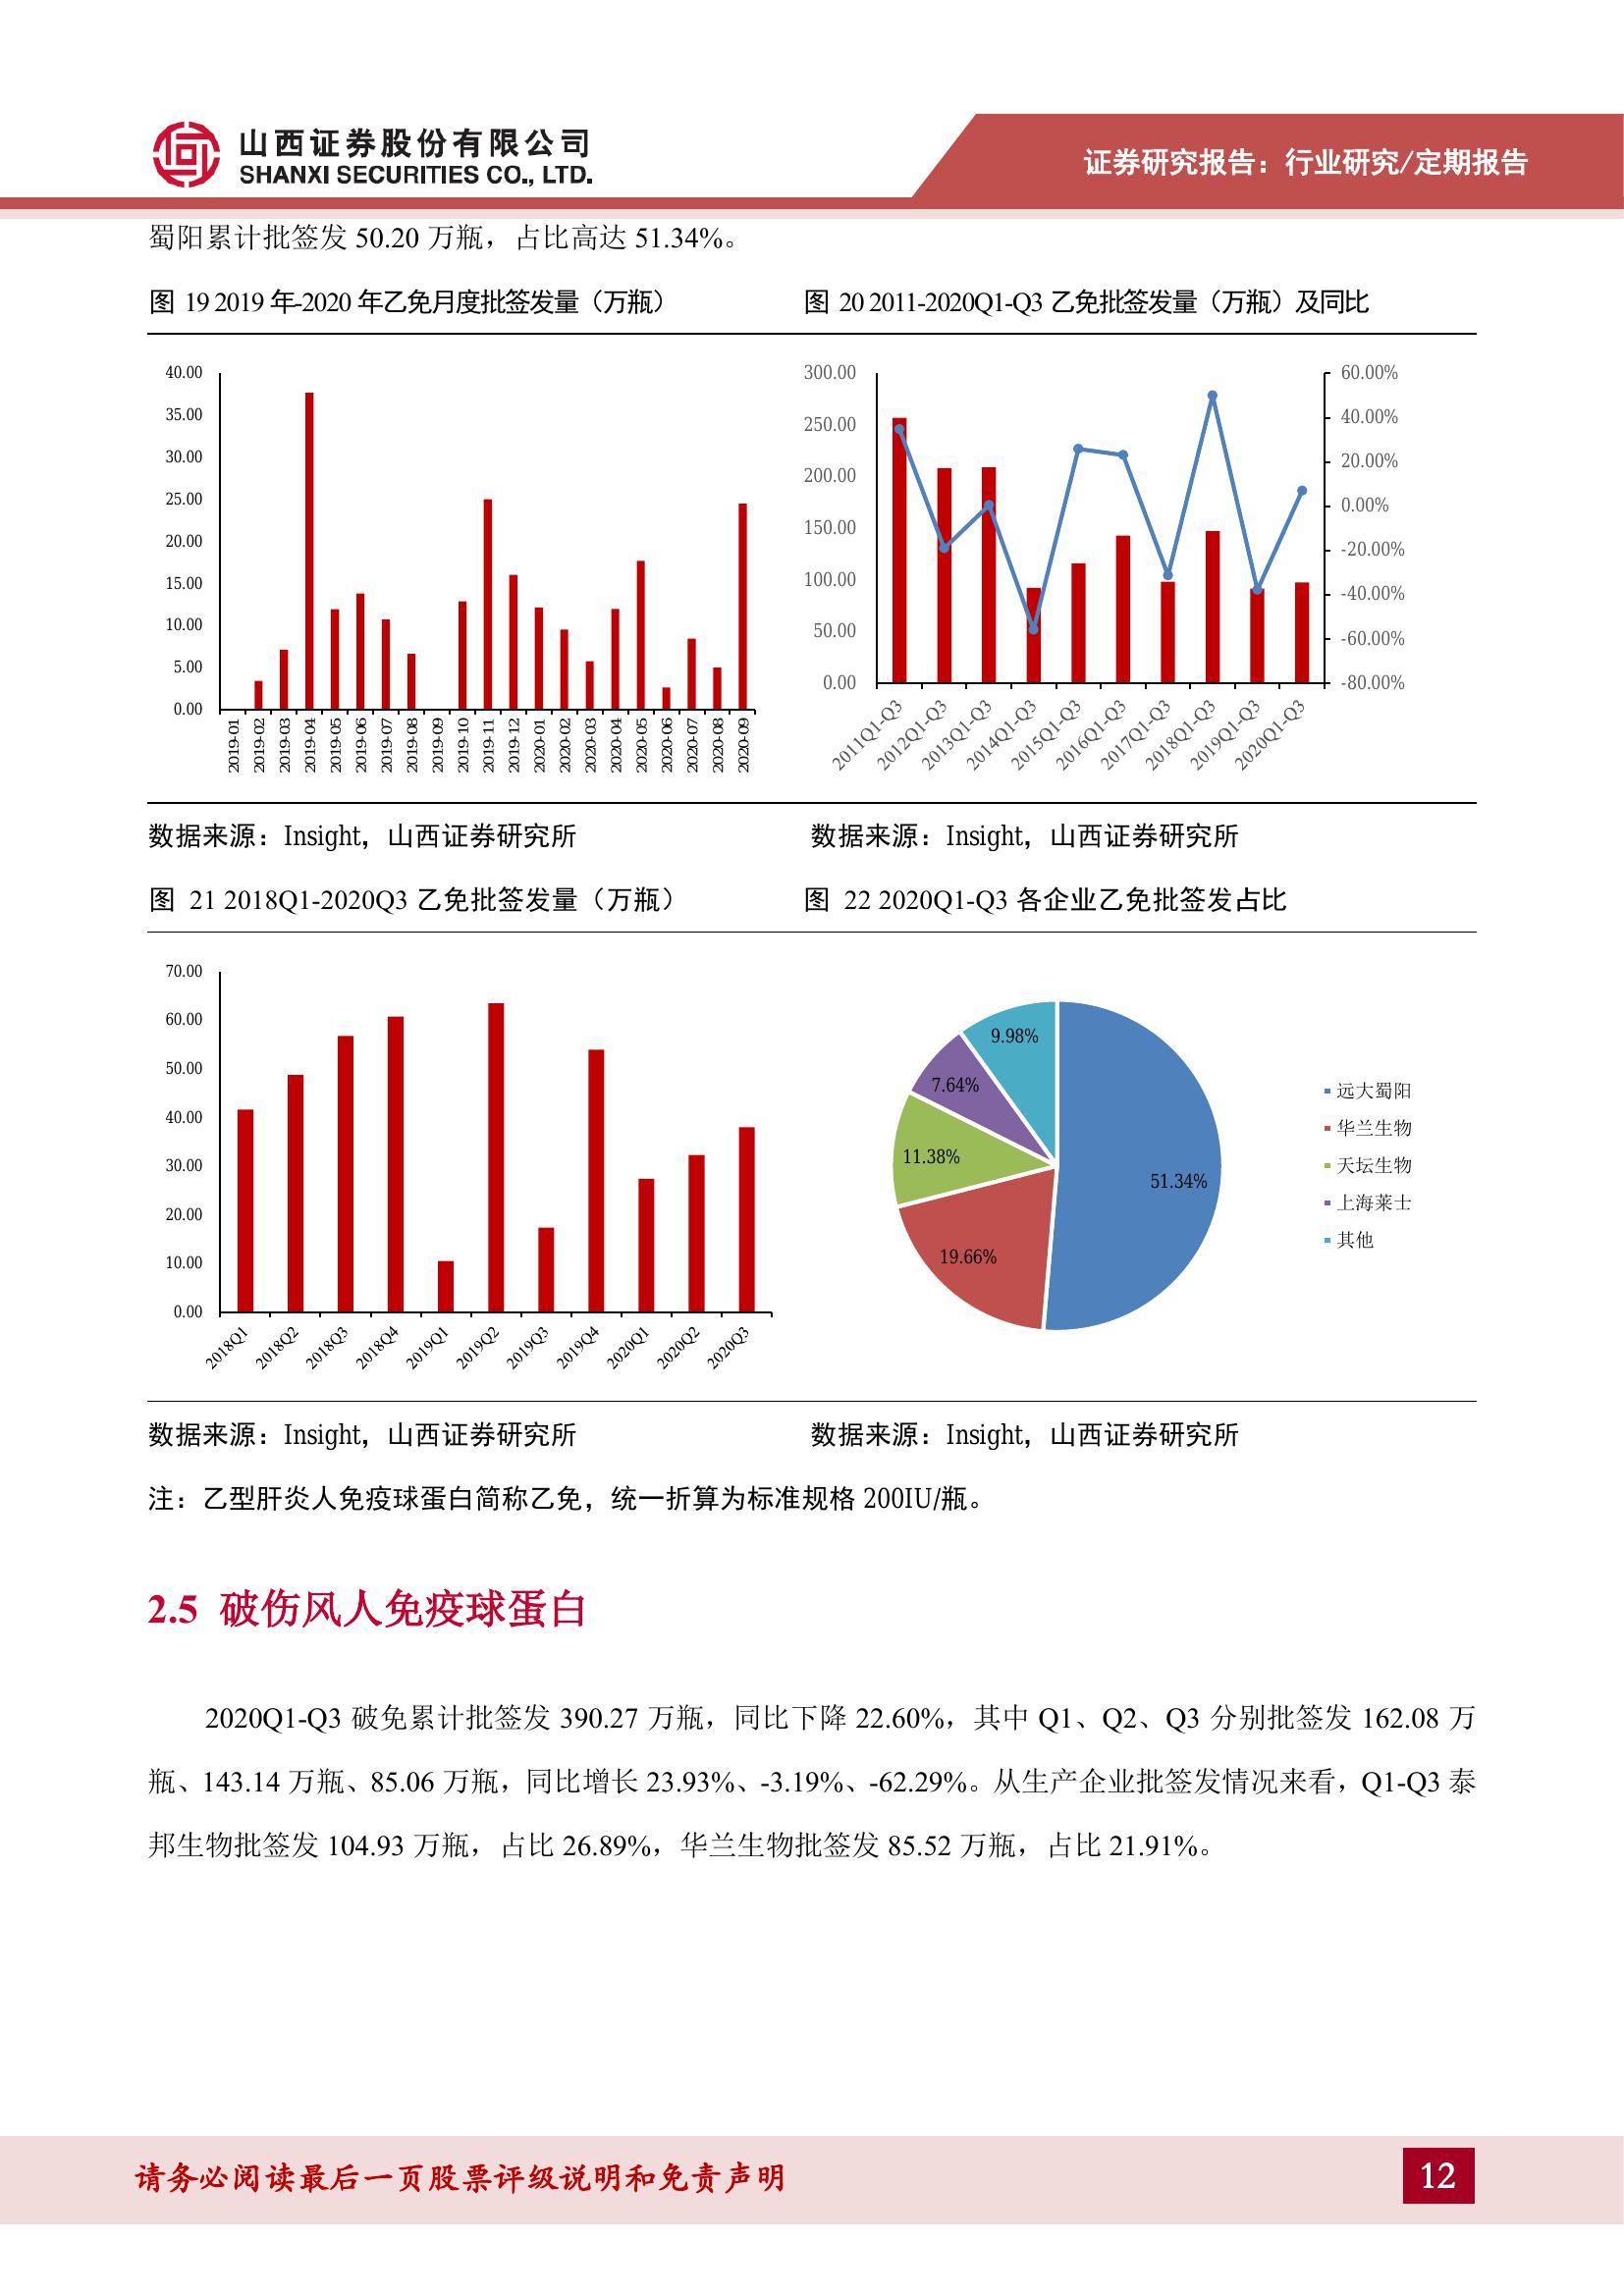 山西证券股份有限公司
SHANXI SECURITIES CO., LTD.
证券研究报告：行业研究/定期报告
蜀阳累计批签发 50.20 万瓶，占比高达 51.34%。
图 19 2019 年-2020 年乙免月度批签发量（万瓶）
图 20 2011-2020Q1-Q3 乙免批签发量（万瓶）及同比
40.00
35.00
30.00
25.00
20.00
15.00
10.00
5.00
0.00
2019-01
2019-02
2019-03
2019-04
2019-05
2019-06
2019-07
2019-08
2019-09
2019-10
2019-11
2019-12
2020-01
2020-02
2020-03
2020-04
2020-05
2020-06
2020-07
2020-08
2020-09
300.00
250.00
200.00
150.00
100.00
50.00
0.00
60.00%
40.00%
20.00%
0.00%
-20.00%
-40.00%
-60.00%
-80.00%
2011Q1-Q3
2012Q1-Q3
2013Q1-Q3
2014Q1-Q3
2015Q1-Q3
2016Q1-Q3
2017Q1-Q3
2018Q1-Q3
2019Q1-Q3
2020Q1-Q3
数据来源：Insight，山西证券研究所
数据来源：Insight，山西证券研究所
图 21 2018Q1-2020Q3 乙免批签发量（万瓶）
图 22 2020Q1-Q3 各企业乙免批签发占比
70.00
60.00
50.00
40.00
30.00
20.00
10.00
0.00
2018Q1
2018Q2
2018Q3
2018Q4
2019Q1
2019Q2
2019Q3
2019Q4
2020Q1
2020Q2
2020Q3
9.98%
7.64%
11.38%
51.34%
19.66%
远大蜀阳
华兰生物
天坛生物
上海莱士
其他
数据来源：Insight，山西证券研究所
数据来源：Insight，山西证券研究所
注：乙型肝炎人免疫球蛋白简称乙免，统一折算为标准规格 200IU/瓶。
2.5 破伤风人免疫球蛋白
2020Q1-Q3 破免累计批签发 390.27 万瓶，同比下降 22.60%，其中 Q1、Q2、Q3 分别批签发 162.08 万
瓶、143.14 万瓶、85.06 万瓶，同比增长 23.93%、-3.19%、-62.29%。从生产企业批签发情况来看，Q1-Q3 泰
邦生物批签发 104.93 万瓶，占比 26.89%，华兰生物批签发 85.52 万瓶，占比 21.91%。
请务必阅读最后一页股票评级说明和免责声明
12